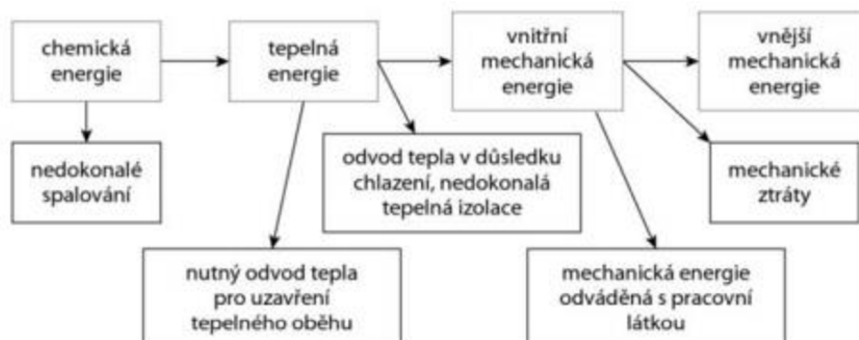 chemická
energie
tepelná
energie
vnitřní
mechanická
energie
vnější
mechanická
energie
nedokonalé
spalování
odvod tepla v důsledku
chlazení, nedokonalá
tepelná izolace
mechanické
ztráty
nutný odvod tepla
pro uzavření
tepelného oběhu
mechanická energie
odváděná s pracovní
látkou